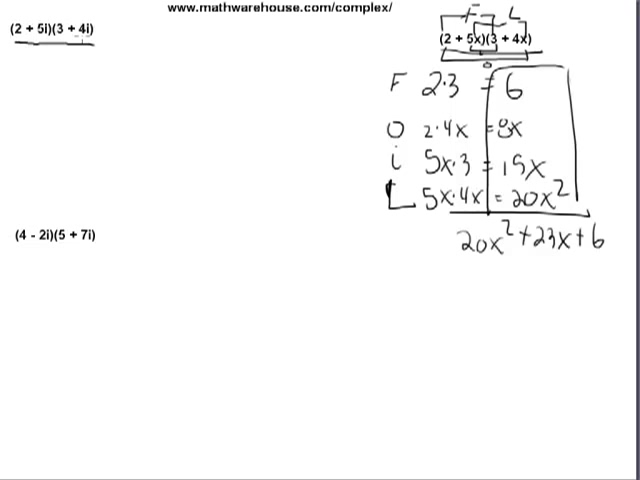 www.mathwarehouse.com/complex/
(2 + 5i)(3 + 4i)
F L
(2 + 5x)(3 + 4x)
F 2·3 = 6
O 2·4x = 8x
i 5x·3 = 15x
L 5x·4x = 20x²
20x² + 23x + 6
(4 - 2i)(5 + 7i)